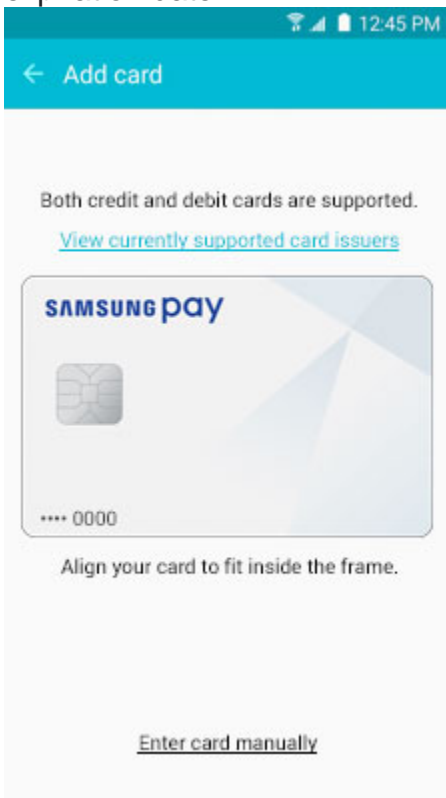 12:45 PM
Add card
Both credit and debit cards are supported.
View currently supported card issuers
SAMSUNG pay
•••• 0000
Align your card to fit inside the frame.
Enter card manually